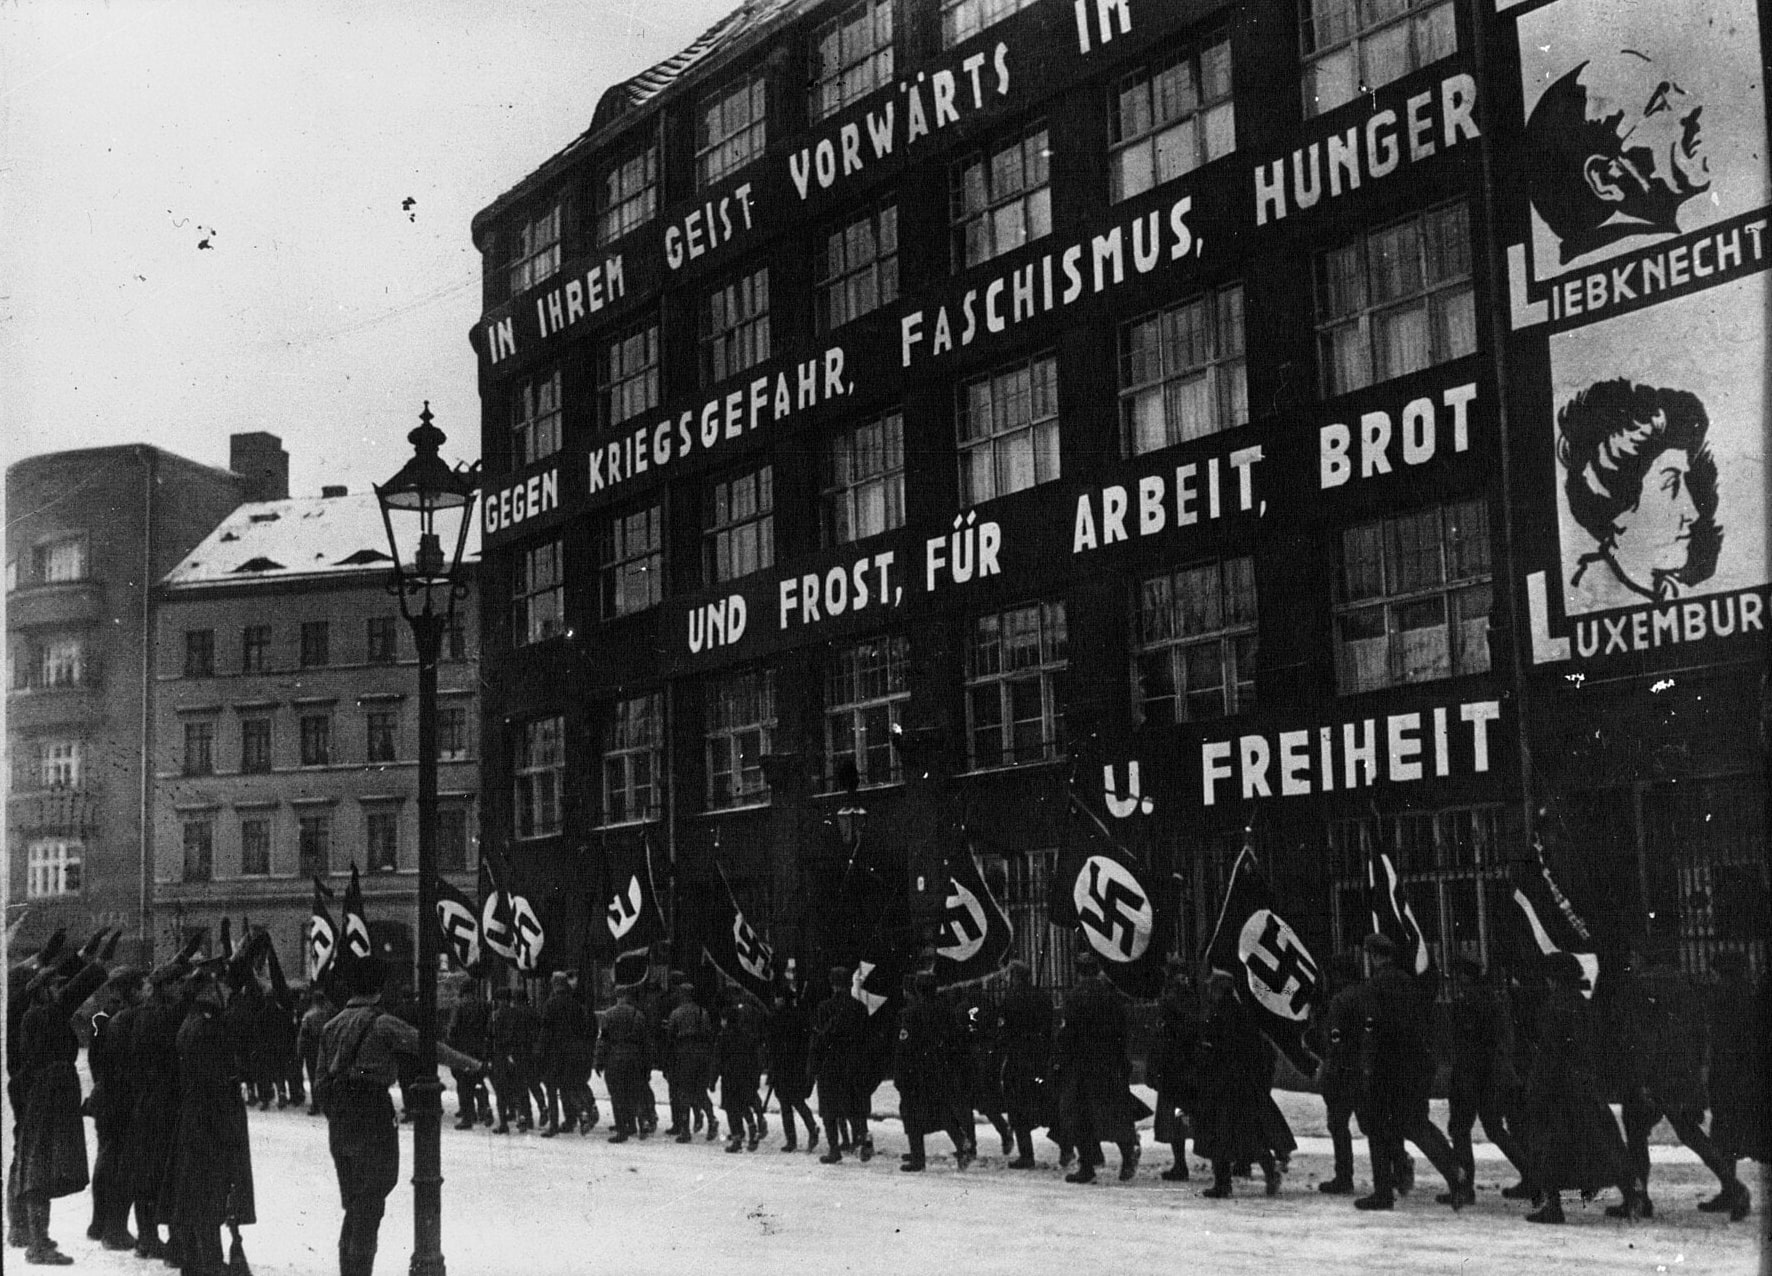 IN IHREM GEIST VORWÄRTS IM
GEGEN KRIEGSGEFAHR, FASCHISMUS, HUNGER
UND FROST, FÜR ARBEIT, BROT
U. FREIHEIT
LIEBKNECHT
LUXEMBUR